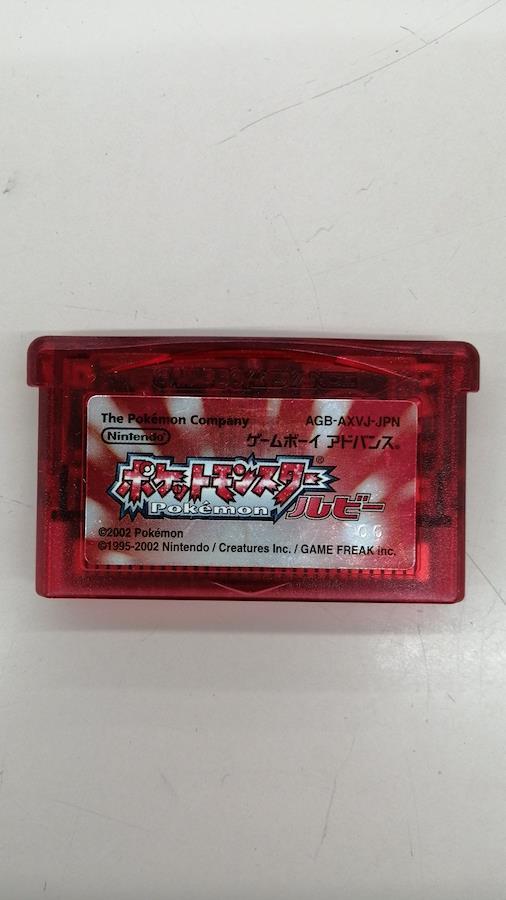 The Pokémon Company AGB-AXVJ-JPN
Nintendo ゲームボーイ アドバンス®
ポケットモンスター®
Pokémon ルビー
©2002 Pokémon
©1995-2002 Nintendo / Creatures Inc. / GAME FREAK inc.